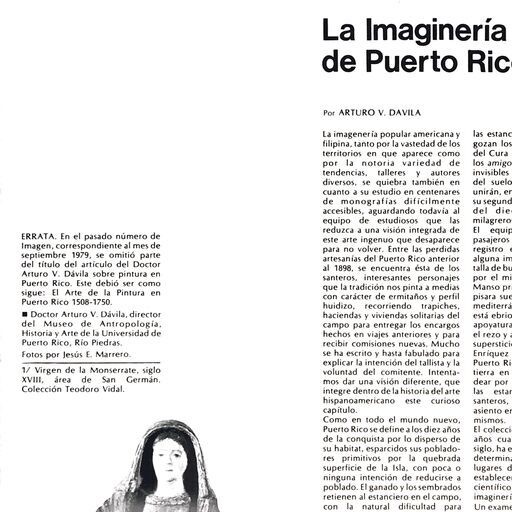 La Imaginería
de Puerto Rico
Por ARTURO V. DAVILA
ERRATA. En el pasado número de
Imagen, correspondiente al mes de
septiembre 1979, se omitió parte
del título del artículo del Doctor
Arturo V. Dávila sobre pintura en
Puerto Rico. Este debió ser como
sigue: El Arte de la Pintura en
Puerto Rico 1508-1750.
■ Doctor Arturo V. Dávila, director
del Museo de Antropología,
Historia y Arte de la Universidad de
Puerto Rico, Río Piedras.
Fotos por Jesús E. Marrero.
1/ Virgen de la Monserrate, siglo
XVIII, área de San Germán.
Colección Teodoro Vidal.
La imagenería popular americana y
filipina, tanto por la vastedad de los
territorios en que aparece como
por la notoria variedad de
tendencias, talleres y autores
diversos, se quiebra también en
cuanto a su estudio en centenares
de monografías difícilmente
accesibles, aguardando todavía al
equipo de estudiosos que las
reduzca a una visión integrada de
este arte ingenuo que desaparece
para no volver. Entre las perdidas
artesanías del Puerto Rico anterior
al 1898, se encuentra ésta de los
santeros, interesantes personajes
que la tradición nos pinta a medias
con carácter de ermitaños y perfil
huidizo, recorriendo trapiches,
haciendas y viviendas solitarias del
campo para entregar los encargos
hechos en viajes anteriores y para
recibir comisiones nuevas. Mucho
se ha escrito y hasta fabulado para
explicar la intención del tallista y la
voluntad del comitente. Intenta-
mos dar una visión diferente, que
integre dentro de la historia del arte
hispanoamericano este curioso
capítulo.
Como en todo el mundo nuevo,
Puerto Rico se define a los diez años
de la conquista por lo disperso de
su habitat, esparcidos sus poblado-
res primitivos por la quebrada
superficie de la Isla, con poca o
ninguna intención de reducirse a
poblado. El ganado y los sembrados
retienen al estanciero en el campo,
con la natural dificultad para
las estanc
gozan los
del Cura
los amigo
invisibles
del suelo
unirán, en
su segund
del die
milagrero
El equip
pasajeros
registro
alguna im
talla de bu
por el mi
Manso pr
pisara sue
mediterrá
está ebrio
apoyatura
el rezo y a
supersticio
Enríquez
Puerto Ri
tierra en
dear por
las estan
santeros,
asiento en
mismos.
El colecci
años cua
siglo, ha e
determina
lugares d
establecer
científico
imaginerí
Un exame